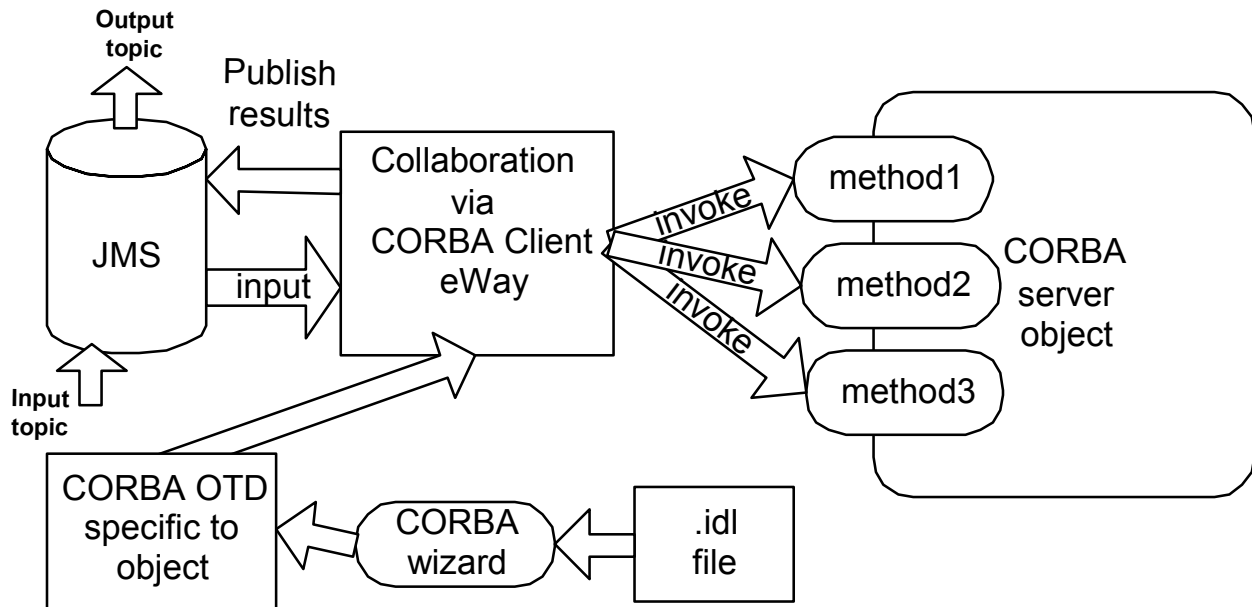 Output
topic
Publish
results
JMS
input
Input
topic
Collaboration
via
CORBA Client
eWay
invoke
invoke
invoke
method1
method2
method3
CORBA
server
object
CORBA OTD
specific to
object
CORBA
wizard
.idl
file